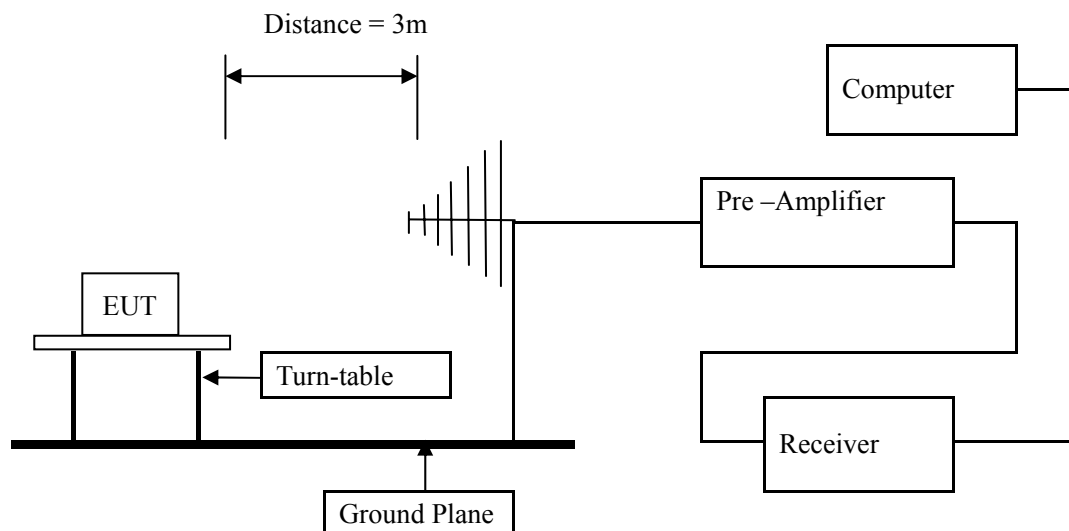 Distance = 3m
Computer
Pre –Amplifier
EUT
Turn-table
Receiver
Ground Plane